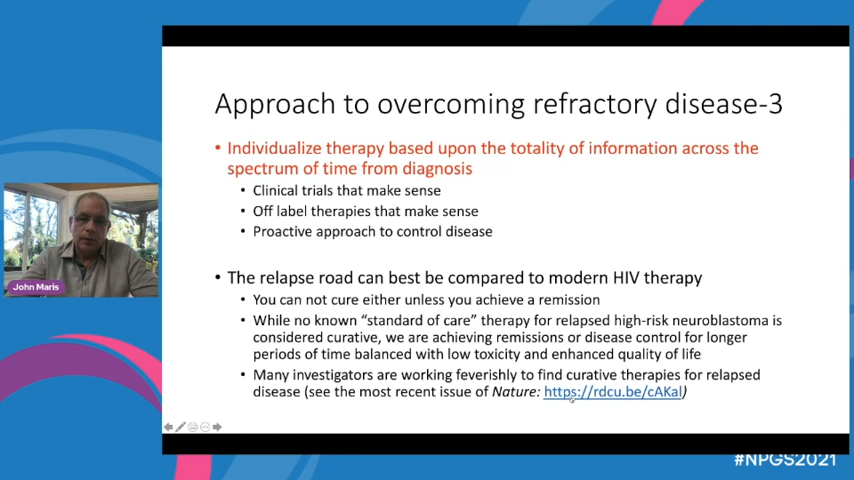 Approach to overcoming refractory disease-3
• Individualize therapy based upon the totality of information across the
spectrum of time from diagnosis
• Clinical trials that make sense
• Off label therapies that make sense
• Proactive approach to control disease
• The relapse road can best be compared to modern HIV therapy
• You can not cure either unless you achieve a remission
• While no known “standard of care” therapy for relapsed high-risk neuroblastoma is
considered curative, we are achieving remissions or disease control for longer
periods of time balanced with low toxicity and enhanced quality of life
• Many investigators are working feverishly to find curative therapies for relapsed
disease (see the most recent issue of Nature: https://rdcu.be/cAKal)
John Maris
#NPGS2021